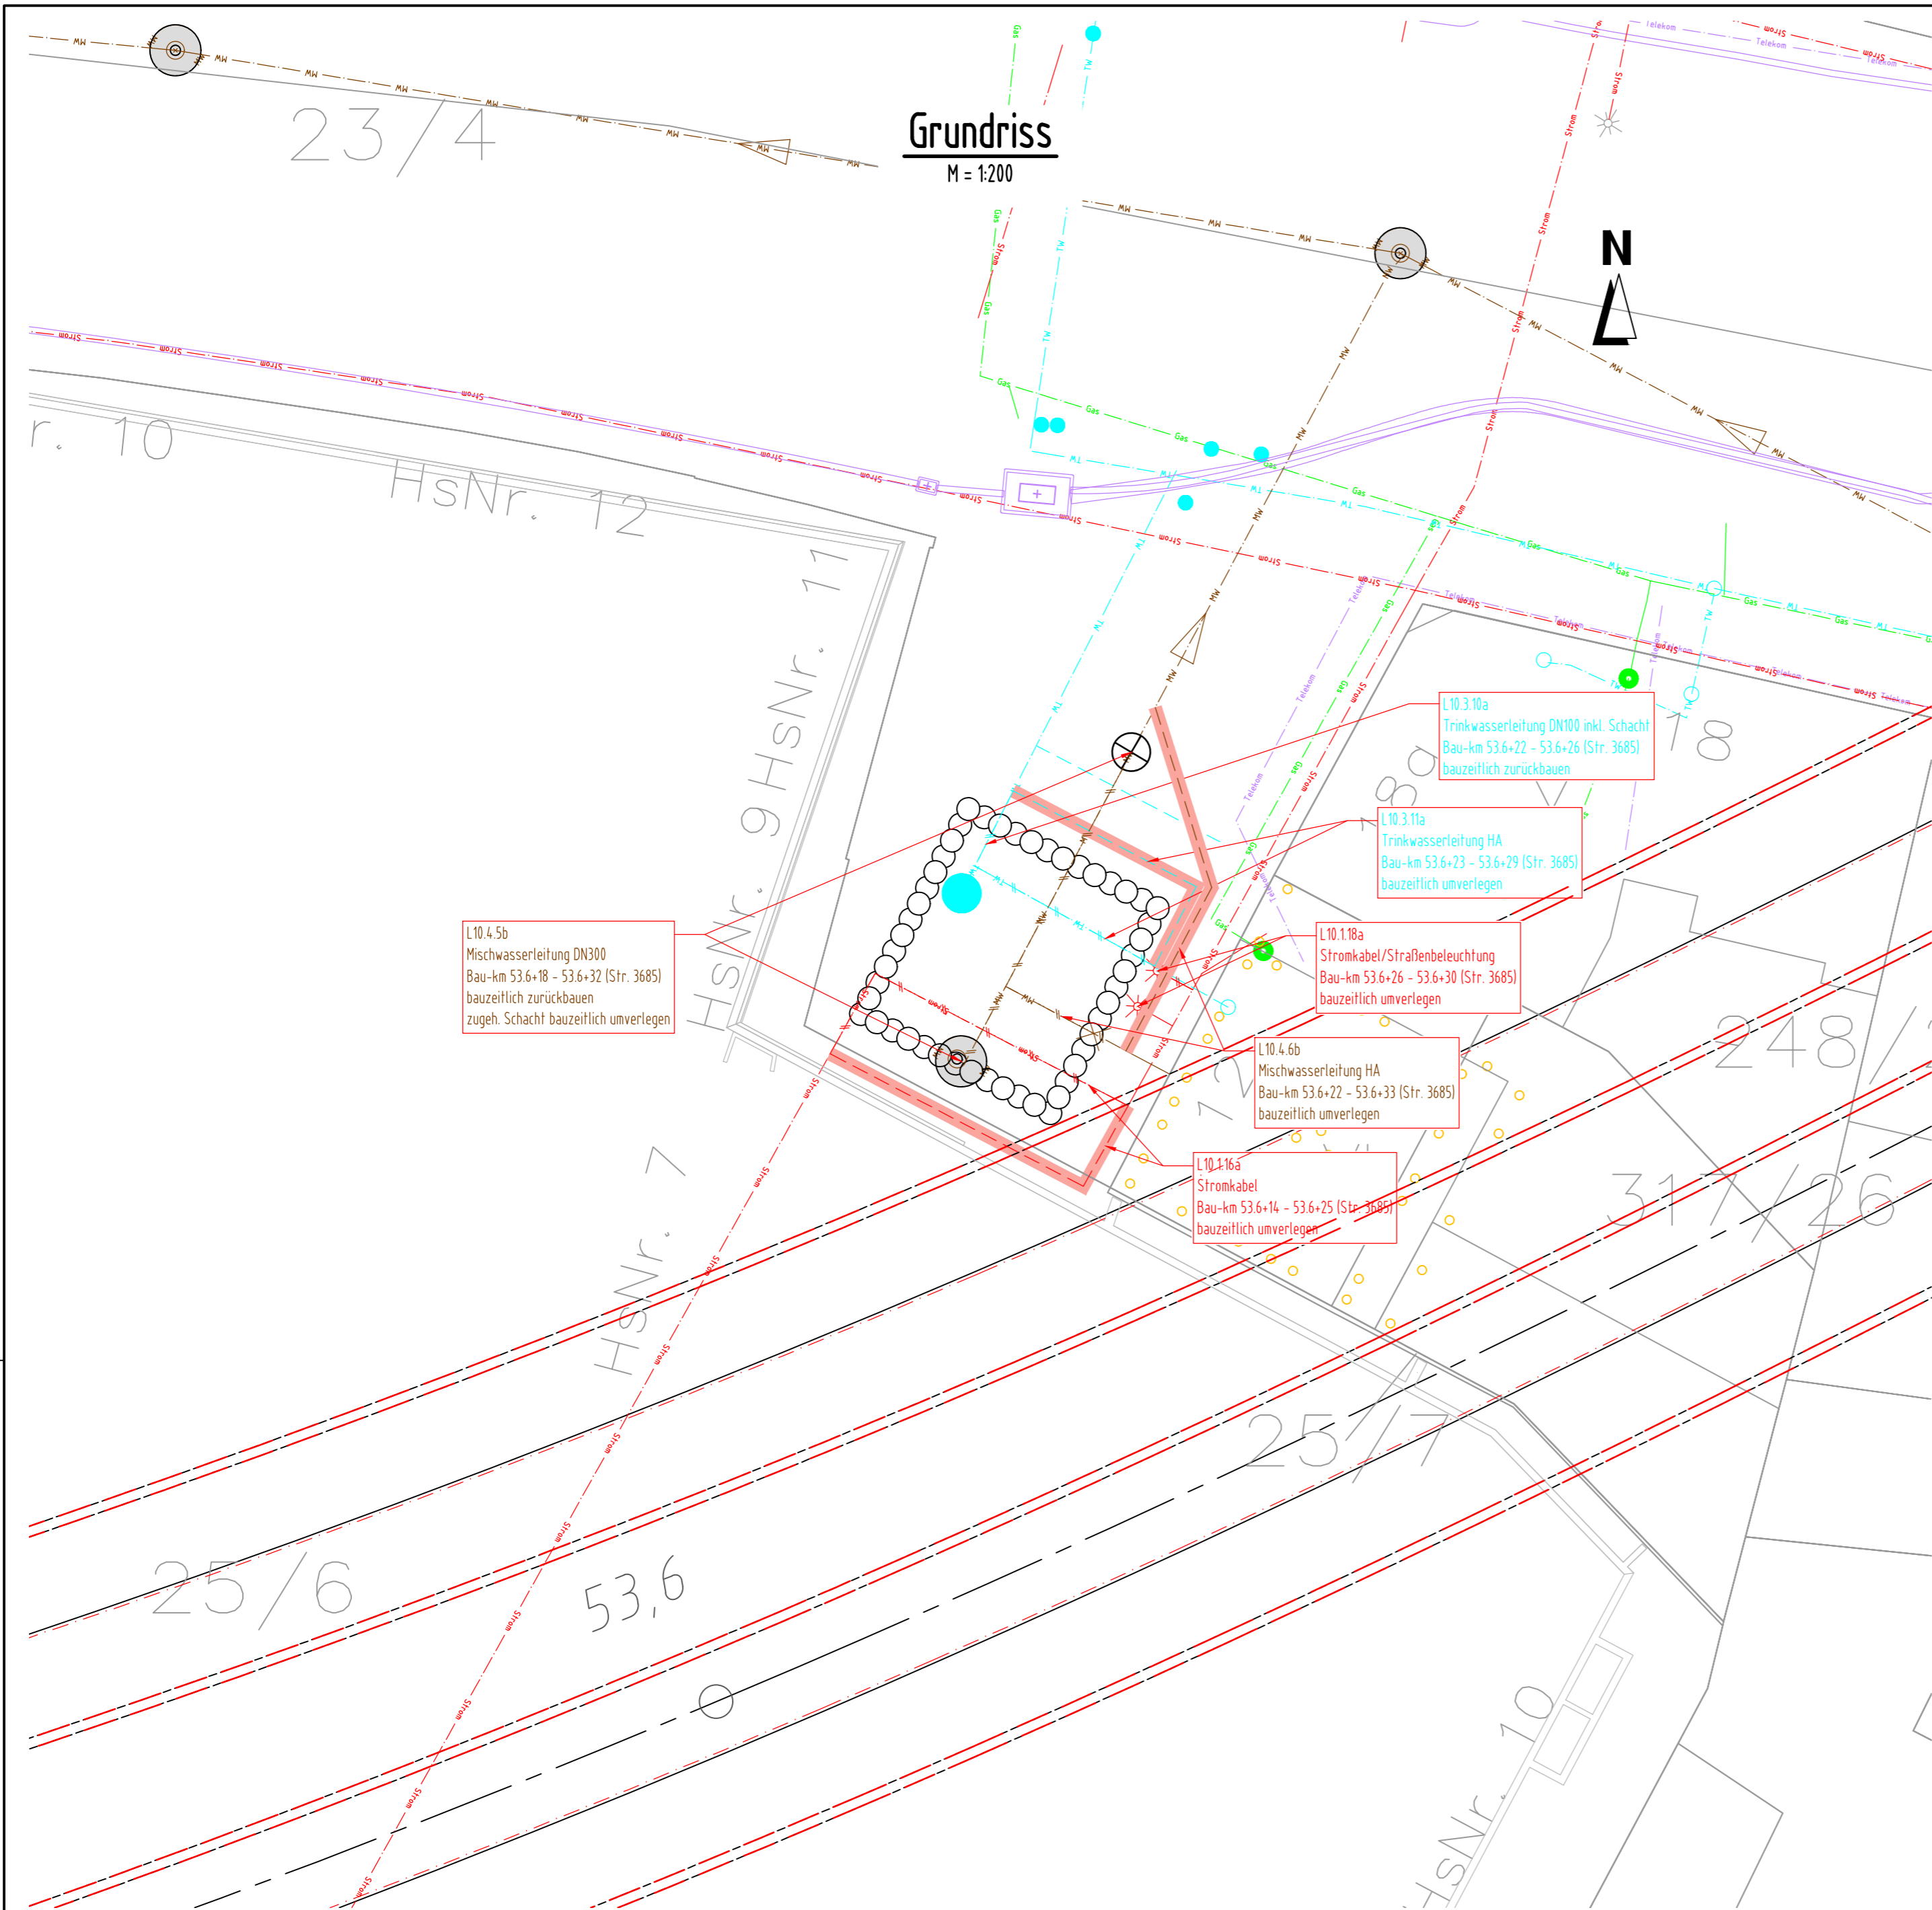 Grundriss
M = 1:200
N
23/4
r. 10
HsNr. 12
HsNr. 11
HsNr. 9
HsNr. 7
HsNr. 7
18
248
317/26
25/7
25/6
53,6
HsNr. 10
L10.3.10a
Trinkwasserleitung DN100 inkl. Schacht
Bau-km 53.6+22 - 53.6+26 (Str. 3685)
bauzeitlich zurückbauen
L10.3.11a
Trinkwasserleitung HA
Bau-km 53.6+23 - 53.6+29 (Str. 3685)
bauzeitlich umverlegen
L10.1.18a
Stromkabel/Straßenbeleuchtung
Bau-km 53.6+26 - 53.6+30 (Str. 3685)
bauzeitlich umverlegen
L10.4.5b
Mischwasserleitung DN300
Bau-km 53.6+18 - 53.6+32 (Str. 3685)
bauzeitlich zurückbauen
zugeh. Schacht bauzeitlich umverlegen
L10.4.6b
Mischwasserleitung HA
Bau-km 53.6+22 - 53.6+33 (Str. 3685)
bauzeitlich umverlegen
L10.1.16a
Stromkabel
Bau-km 53.6+14 - 53.6+25 (Str. 3685)
bauzeitlich umverlegen
MW
Strom
Gas
TW
Telekom